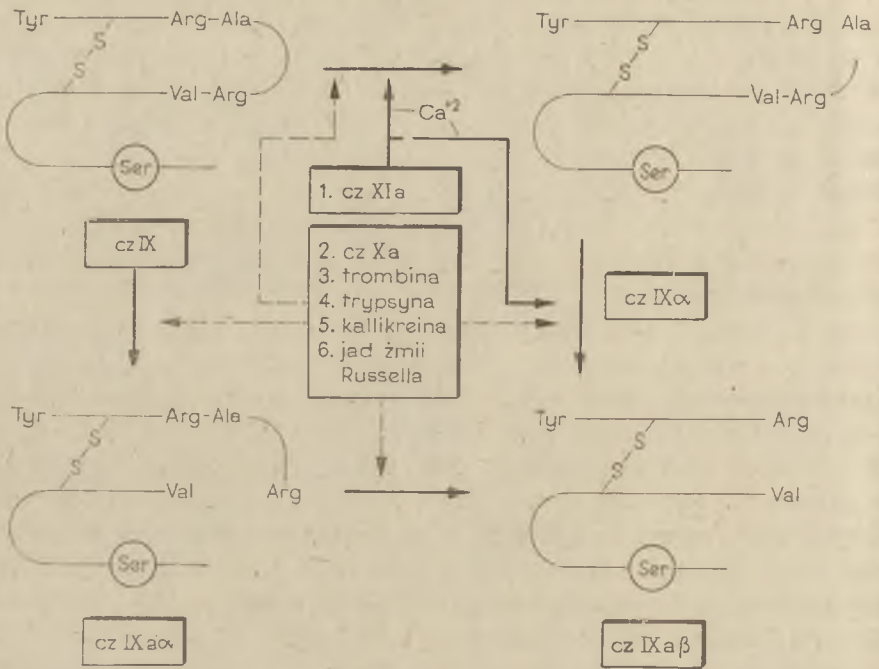 Tyr Arg-Ala
S
S
Val-Arg
Ser
cz IX
Ca⁺²
1. cz XIa
2. cz Xa
3. trombina
4. trypsyna
5. kallikreina
6. jad żmii
Russella
Tyr Arg Ala
S
S
Val-Arg
Ser
cz IXα
Tyr Arg-Ala
S
S
Val Arg
Ser
cz IXaα
Tyr Arg
S
S
Val
Ser
cz IXaβ